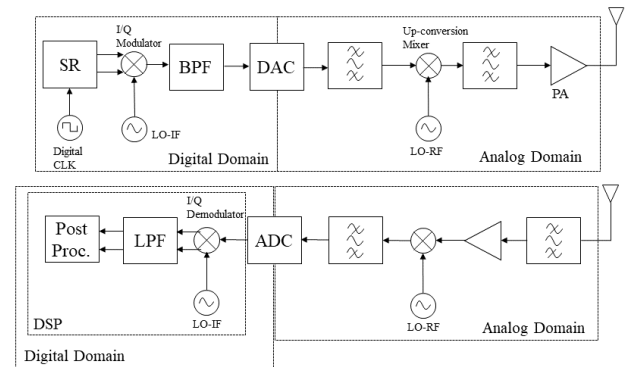 I/Q
Modulator
SR
BPF
DAC
Up-conversion
Mixer
PA
LO-IF
LO-RF
Digital
CLK
Digital Domain
Analog Domain
I/Q
Demodulator
Post
Proc.
LPF
ADC
LO-IF
LO-RF
DSP
Analog Domain
Digital Domain